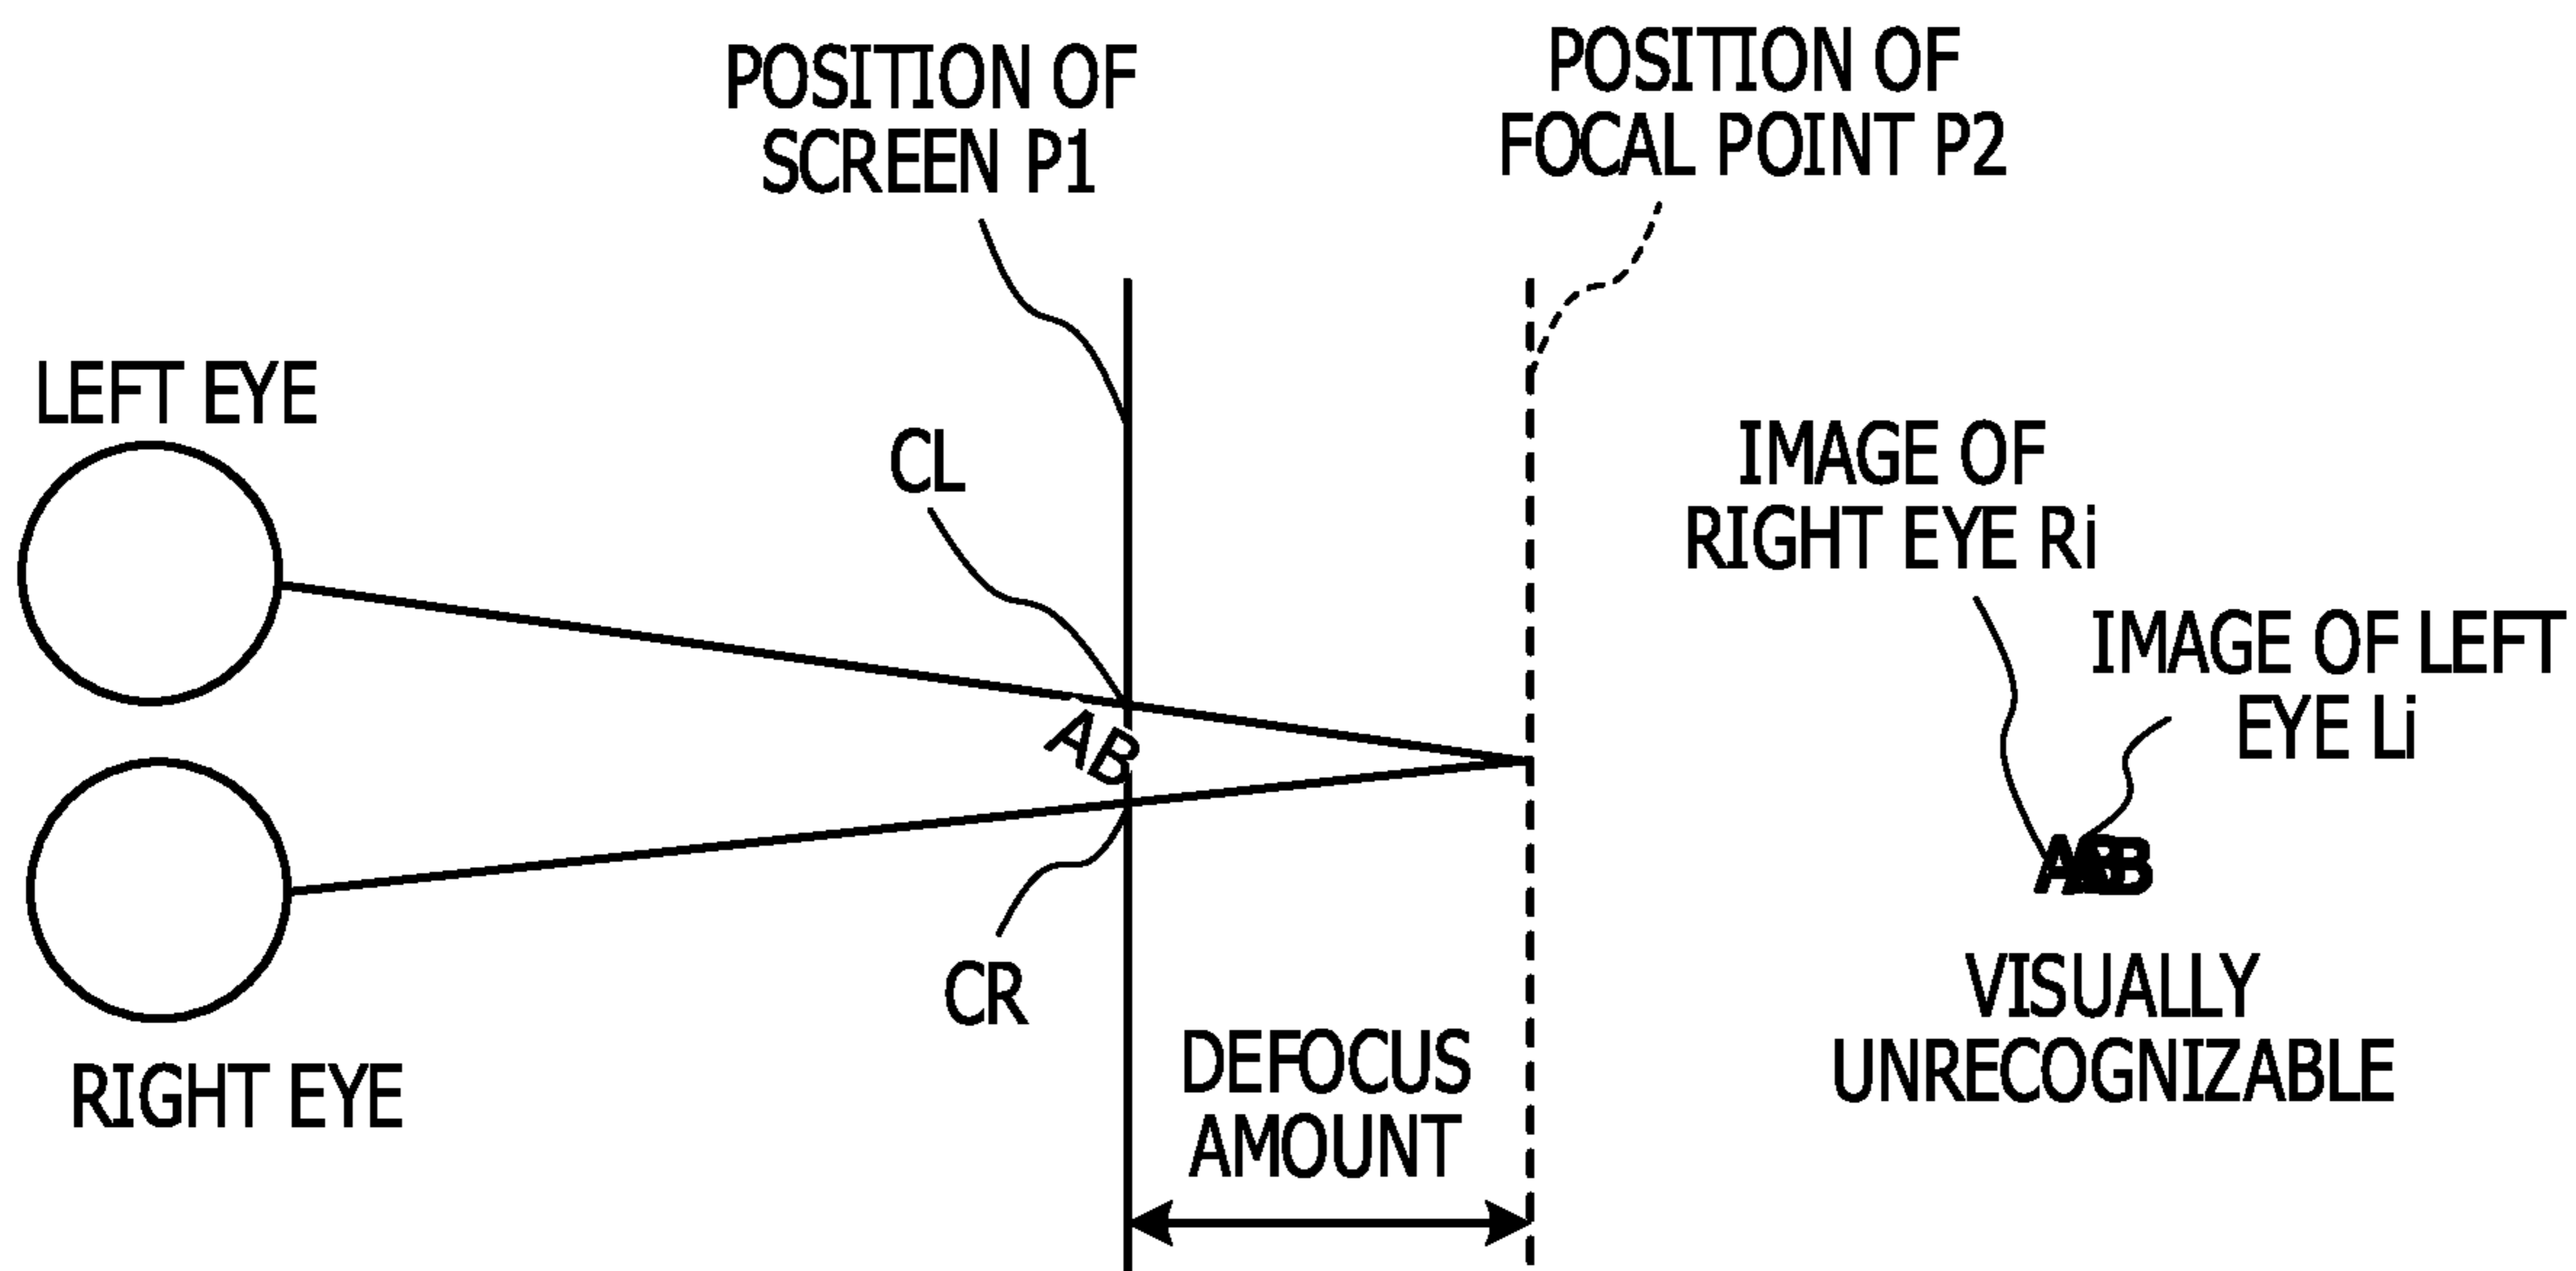 POSITION OF
SCREEN P1
POSITION OF
FOCAL POINT P2
LEFT EYE
CL
IMAGE OF
RIGHT EYE Ri
IMAGE OF LEFT
EYE Li
AB
CR
VISUALLY
UNRECOGNIZABLE
DEFOCUS
AMOUNT
RIGHT EYE